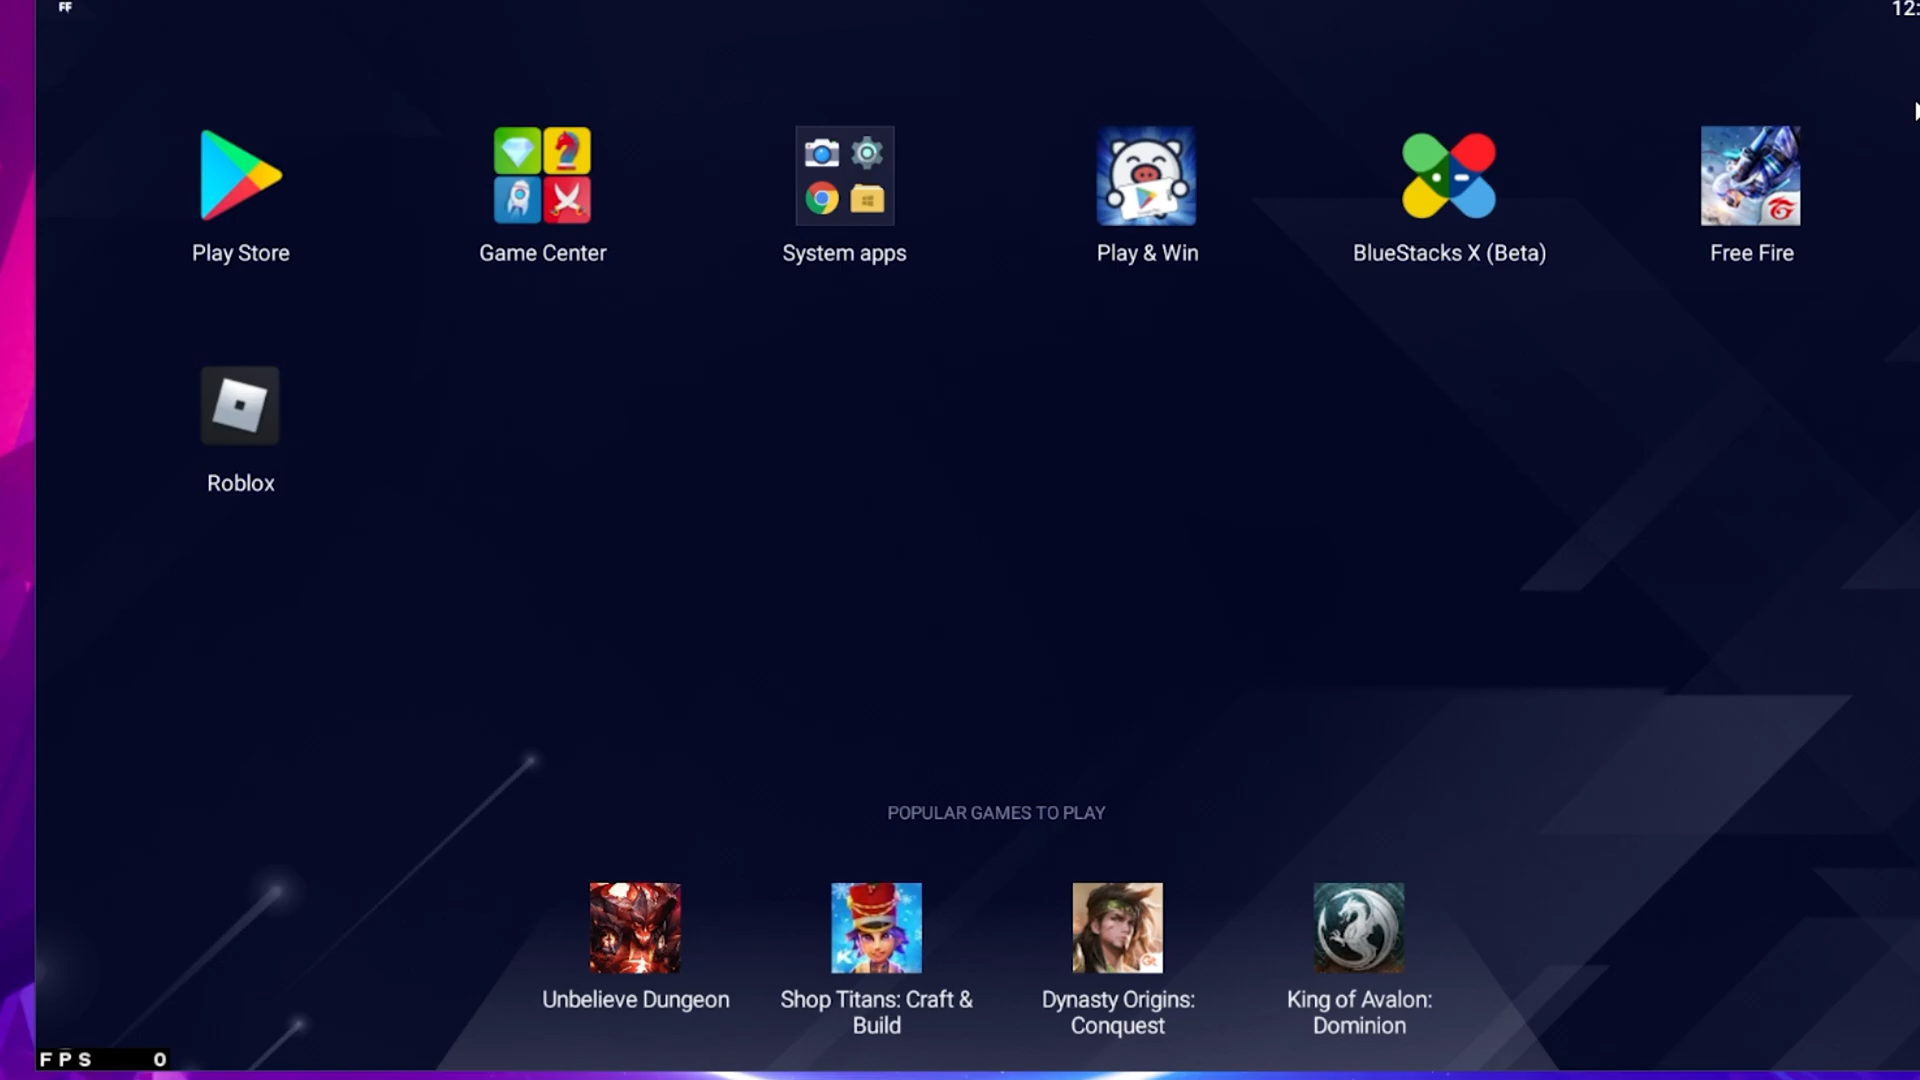 FF
12:
Play Store
Game Center
System apps
Play & Win
BlueStacks X (Beta)
Free Fire
Roblox
POPULAR GAMES TO PLAY
Unbelieve Dungeon
Shop Titans: Craft &
Build
Dynasty Origins:
Conquest
King of Avalon:
Dominion
FPS 0